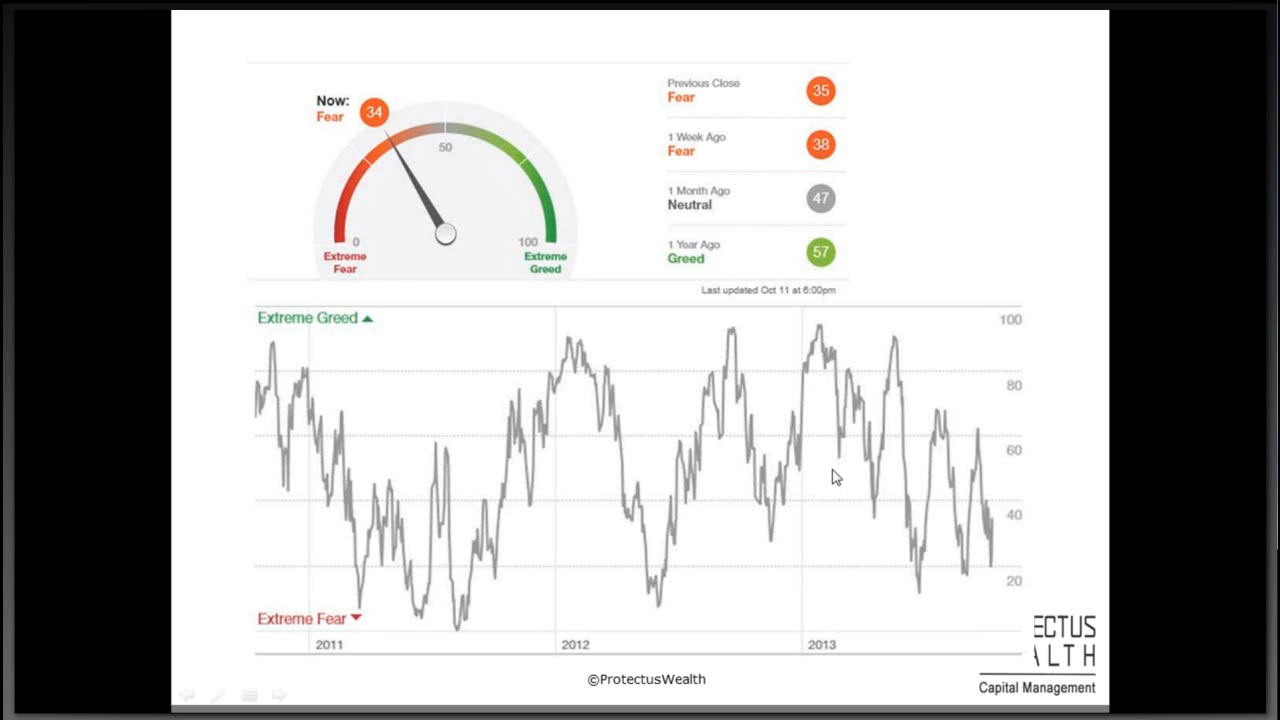 Now:
Fear
34
50
0
100
Extreme
Fear
Extreme
Greed
Previous Close
Fear
35
1 Week Ago
Fear
38
1 Month Ago
Neutral
47
1 Year Ago
Greed
57
Last updated Oct 11 at 6:00pm
Extreme Greed
100
80
60
40
20
Extreme Fear
2011
2012
2013
ECTUS
ALTH
Capital Management
©ProtectusWealth